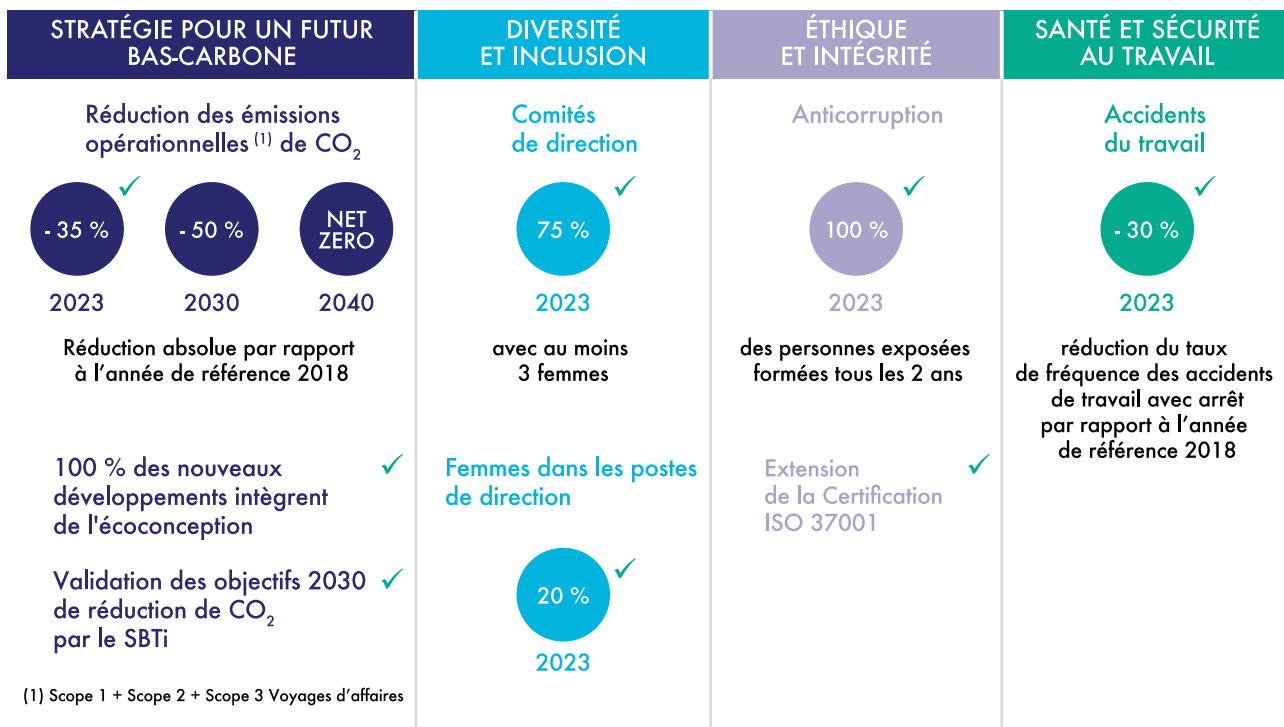 STRATÉGIE POUR UN FUTUR
BAS-CARBONE
Réduction des émissions
opérationnelles (1) de CO2
- 35 %
- 50 %
NET
ZERO
2023
2030
2040
Réduction absolue par rapport
à l'année de référence 2018
100 % des nouveaux
développements intègrent
de l'écoconception
Validation des objectifs 2030
de réduction de CO2
par le SBTi
(1) Scope 1 + Scope 2 + Scope 3 Voyages d'affaires
DIVERSITÉ
ET INCLUSION
Comités
de direction
75 %
2023
avec au moins
3 femmes
Femmes dans les postes
de direction
20 %
2023
ÉTHIQUE
ET INTÉGRITÉ
Anticorruption
100 %
2023
des personnes exposées
formées tous les 2 ans
Extension
de la Certification
ISO 37001
SANTÉ ET SÉCURITÉ
AU TRAVAIL
Accidents
du travail
- 30 %
2023
réduction du taux
de fréquence des accidents
de travail avec arrêt
par rapport à l'année
de référence 2018